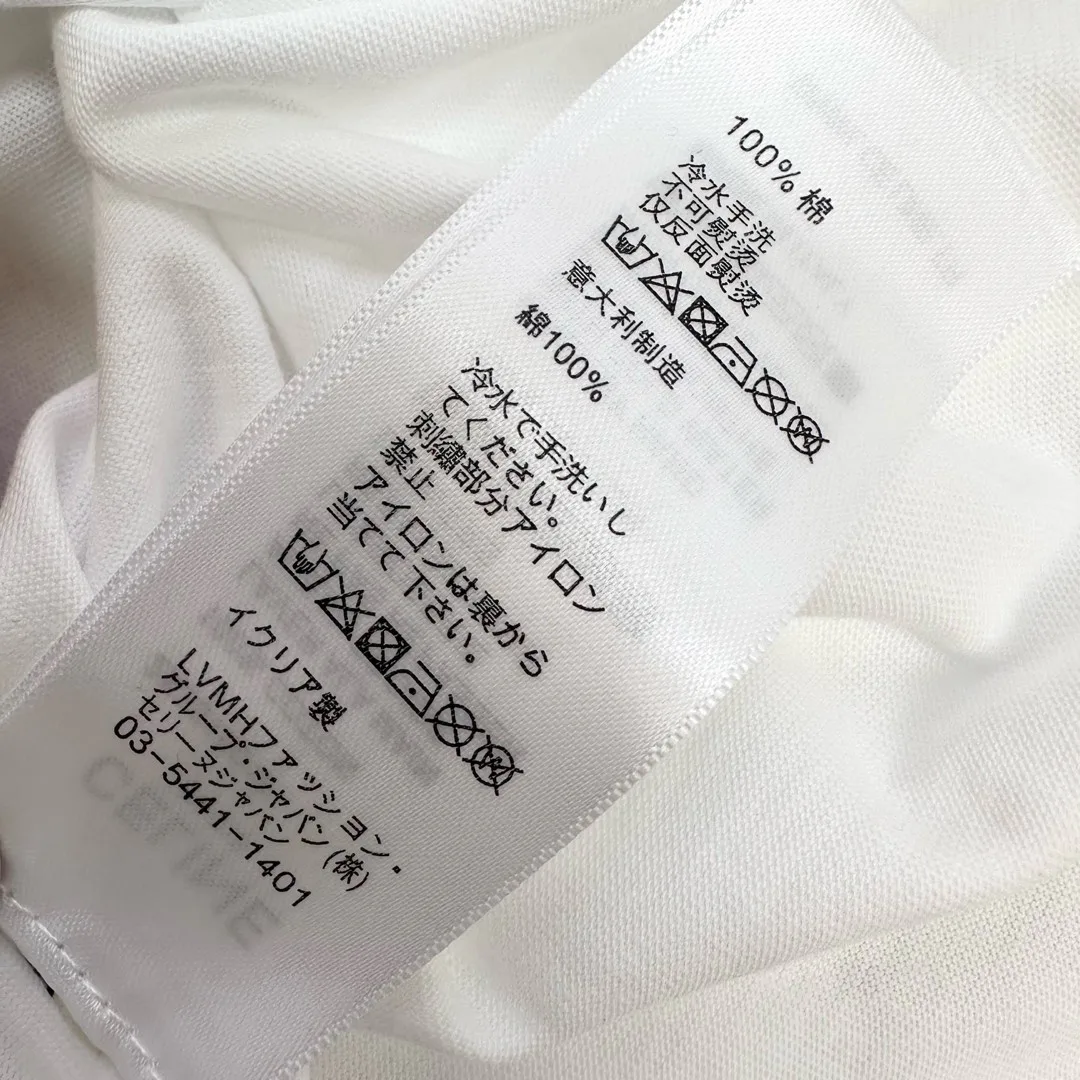 100% 棉
冷水手洗
不可熨烫
仅反面熨烫
意大利制造
綿100%
冷水で手洗いし
てください。
刺繍部分アイロン
禁止
アイロンは裏から
当てて下さい。
イクリア製
LVMHファッション・
グループ・ジャパン(株)
セリーヌジャパン
03-5441-1401